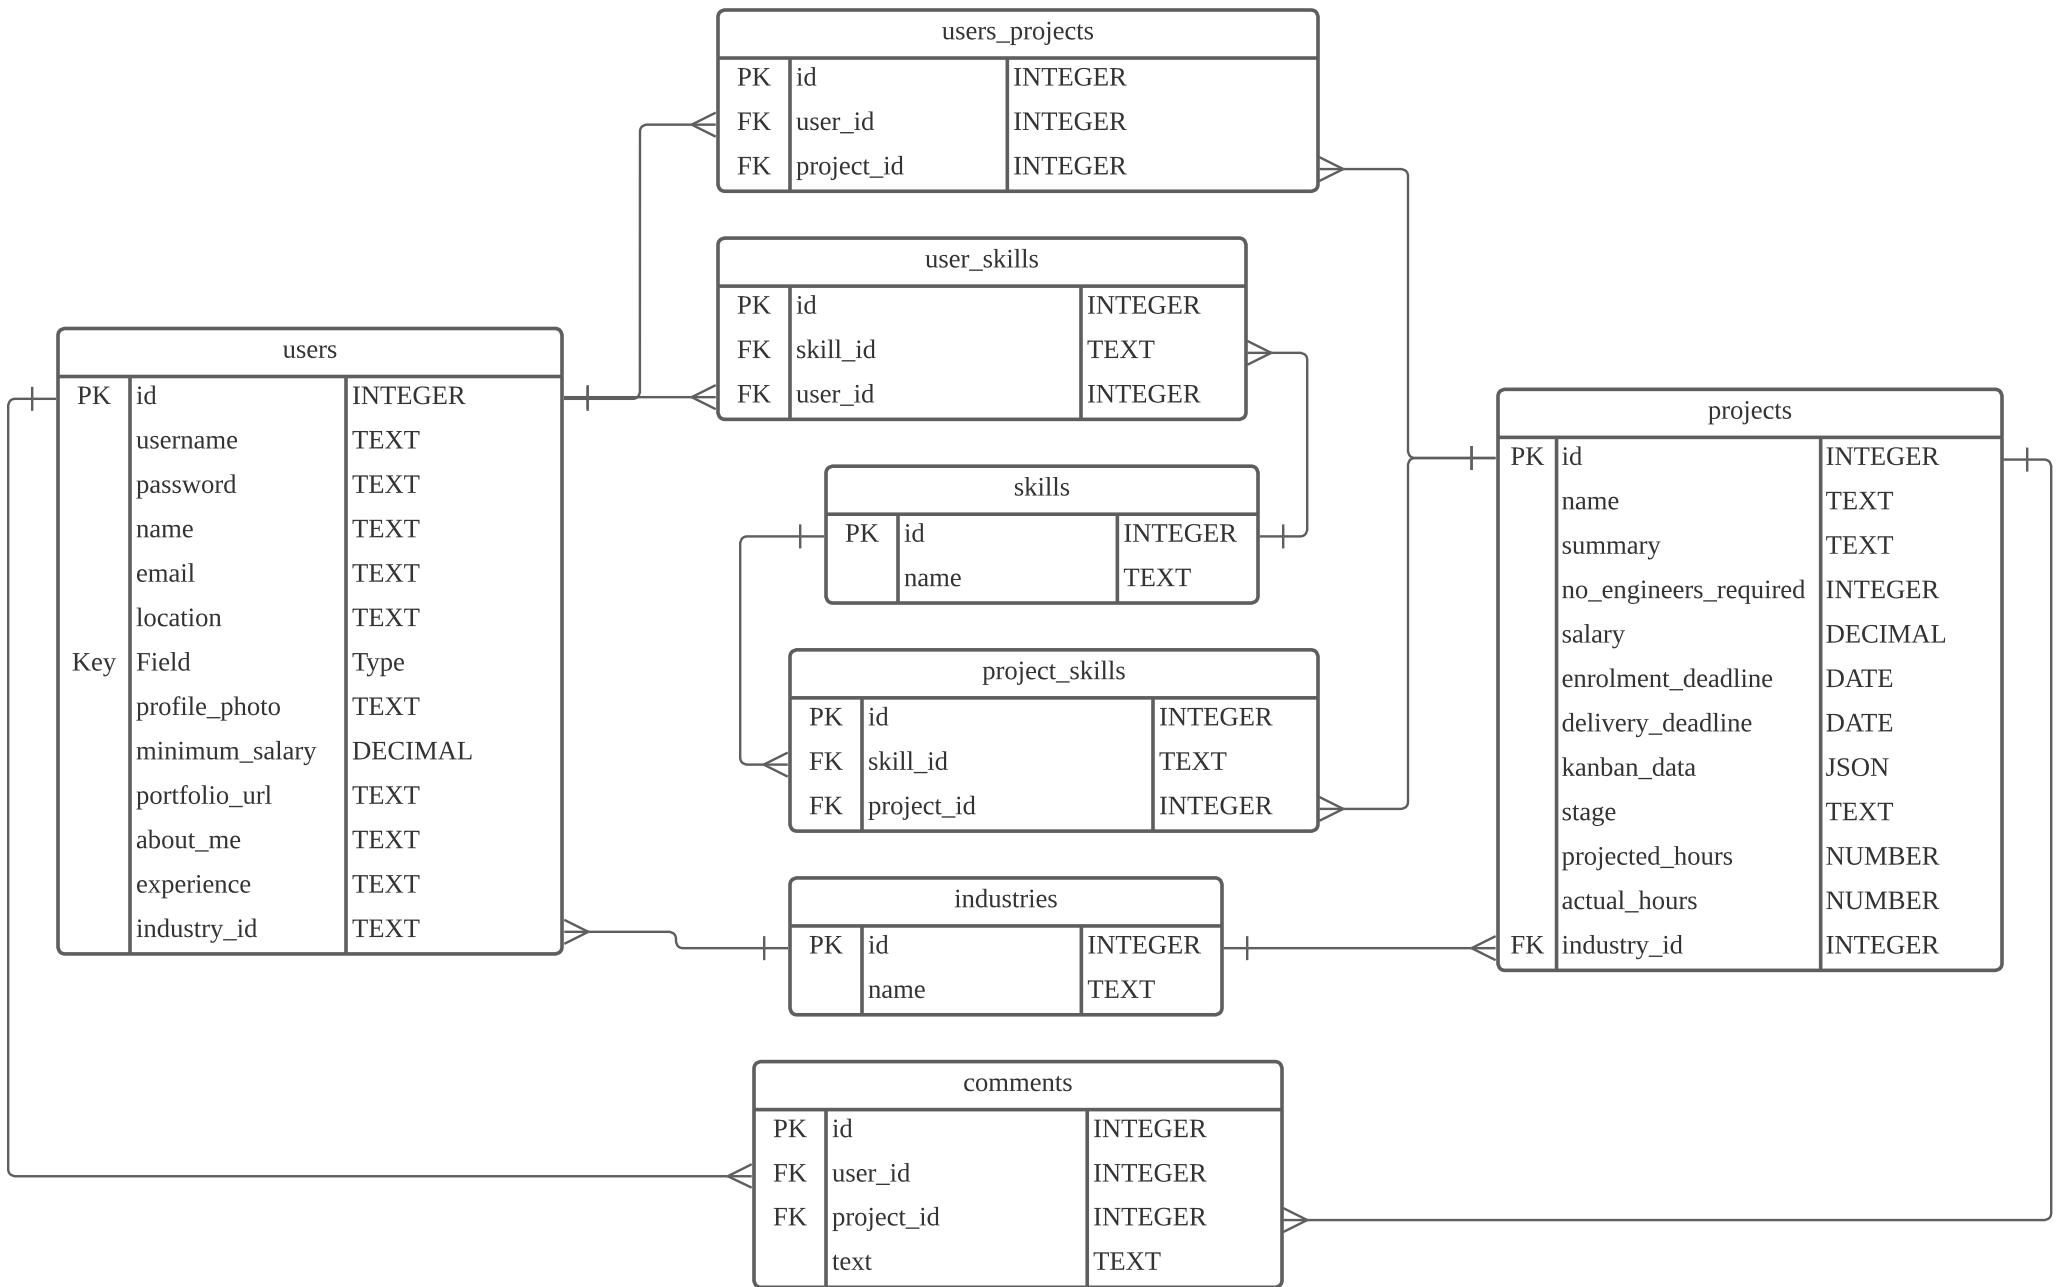 users_projects
PK id INTEGER
FK user_id INTEGER
FK project_id INTEGER
user_skills
PK id INTEGER
FK skill_id TEXT
FK user_id INTEGER
users
PK id INTEGER
username TEXT
password TEXT
name TEXT
email TEXT
location TEXT
Key Field Type
profile_photo TEXT
minimum_salary DECIMAL
portfolio_url TEXT
about_me TEXT
experience TEXT
industry_id TEXT
skills
PK id INTEGER
name TEXT
project_skills
PK id INTEGER
FK skill_id TEXT
FK project_id INTEGER
industries
PK id INTEGER
name TEXT
projects
PK id INTEGER
name TEXT
summary TEXT
no_engineers_required INTEGER
salary DECIMAL
enrolment_deadline DATE
delivery_deadline DATE
kanban_data JSON
stage TEXT
projected_hours NUMBER
actual_hours NUMBER
FK industry_id INTEGER
comments
PK id INTEGER
FK user_id INTEGER
FK project_id INTEGER
text TEXT